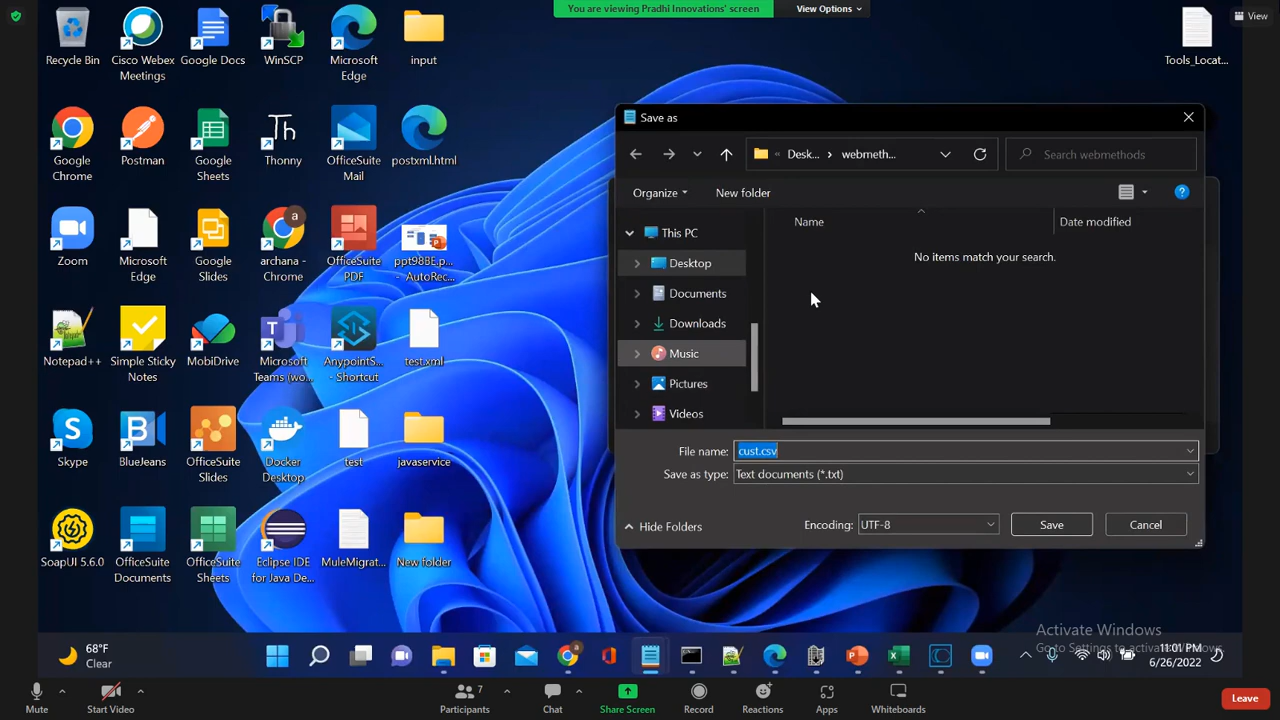 You are viewing Pradhi Innovations' screen
View Options
View
Recycle Bin
Cisco Webex Meetings
Google Docs
WinSCP
Microsoft Edge
input
Tools_Locat...
Google Chrome
Postman
Google Sheets
Thonny
OfficeSuite Mail
postxml.html
Zoom
Microsoft Edge
Google Slides
archana - Chrome
OfficeSuite PDF
ppt98BE.p... - AutoRec...
Notepad++
Simple Sticky Notes
MobiDrive
Microsoft Teams (wo...
AnypointS... - Shortcut
test.xml
Skype
BlueJeans
OfficeSuite Slides
Docker Desktop
test
javaservice
SoapUI 5.6.0
OfficeSuite Documents
OfficeSuite Sheets
Eclipse IDE for Java De...
MuleMigrat...
New folder
Save as
« Desk... › webmeth...
Search webmethods
Organize
New folder
Name
Date modified
This PC
Desktop
Documents
Downloads
Music
Pictures
Videos
No items match your search.
File name: cust.csv
Save as type: Text documents (*.txt)
Hide Folders
Encoding: UTF-8
Save
Cancel
Activate Windows
Go to Settings to activate Windows.
68°F
Clear
11:01 PM
6/26/2022
Mute
Start Video
Participants
7
Chat
Share Screen
Record
Reactions
Apps
Whiteboards
Leave